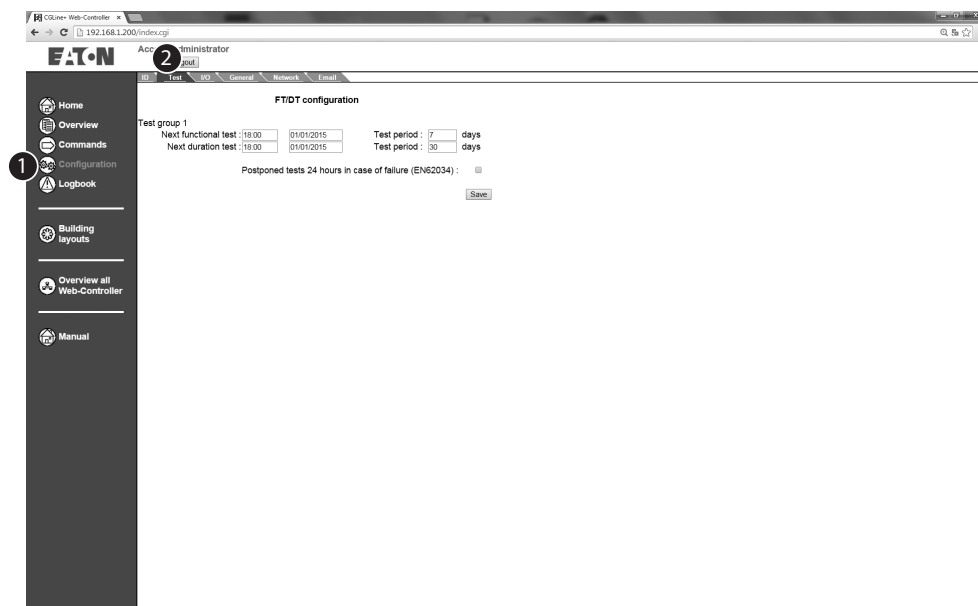 CGLine+ Web-Controller ×
192.168.1.200/index.cgi
EATON
2
ID Test I/O General Network Email
Home
Overview
Commands
1
Configuration
Logbook
Building
layouts
Overview all
Web-Controller
Manual
FT/DT configuration
Test group 1
Next functional test : 18:00 01/01/2015 Test period : 7 days
Next duration test : 18:00 01/01/2015 Test period : 30 days
Postponed tests 24 hours in case of failure (EN62034) :
Save